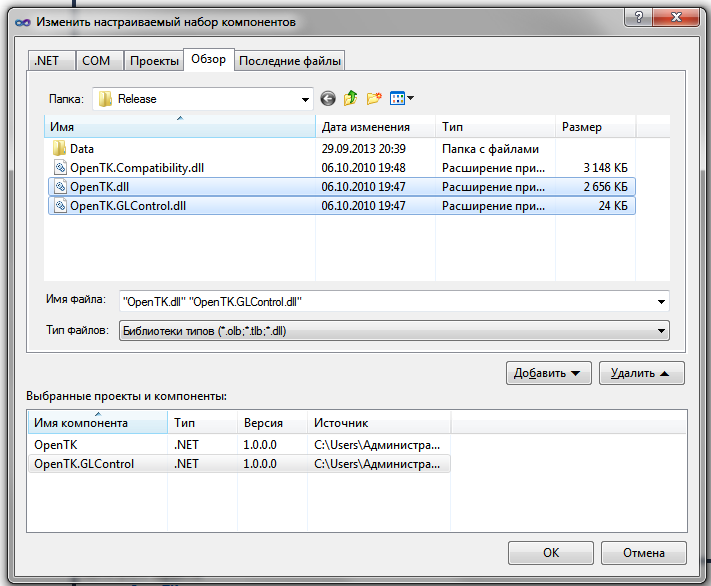 Изменить настраиваемый набор компонентов
.NET COM Проекты Обзор Последние файлы
Папка: Release
Имя Дата изменения Тип Размер
Data 29.09.2013 20:39 Папка с файлами
OpenTK.Compatibility.dll 06.10.2010 19:48 Расширение при... 3 148 КБ
OpenTK.dll 06.10.2010 19:47 Расширение при... 2 656 КБ
OpenTK.GLControl.dll 06.10.2010 19:47 Расширение при... 24 КБ
Имя файла: "OpenTK.dll" "OpenTK.GLControl.dll"
Тип файлов: Библиотеки типов (*.olb;*.tlb;*.dll)
Добавить Удалить
Выбранные проекты и компоненты:
Имя компонента Тип Версия Источник
OpenTK .NET 1.0.0.0 C:\Users\Администра...
OpenTK.GLControl .NET 1.0.0.0 C:\Users\Администра...
OK Отмена